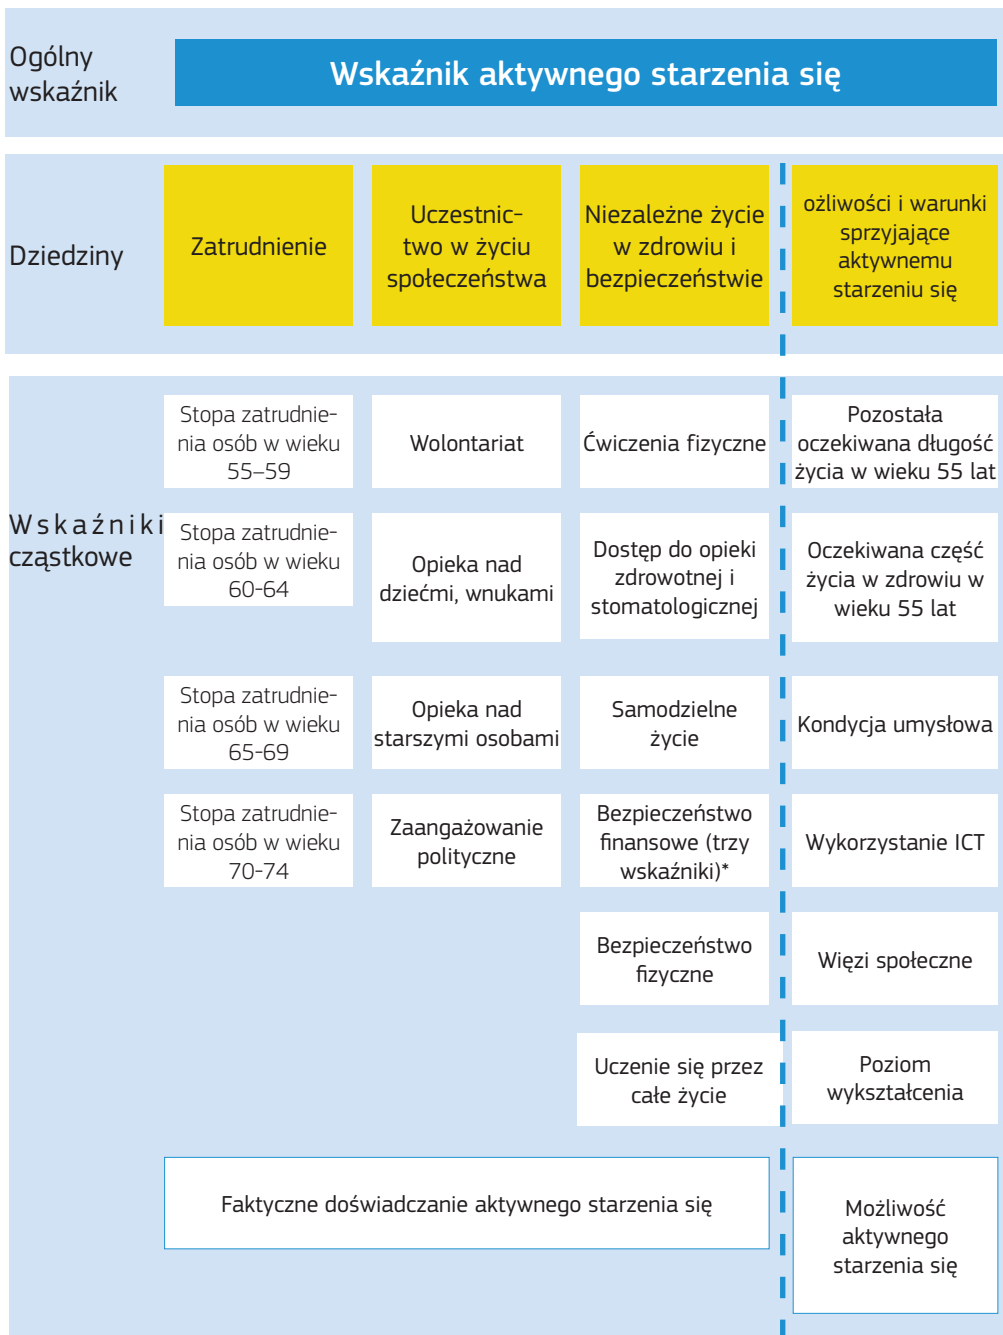 Ogólny
wskaźnik
Wskaźnik aktywnego starzenia się
Dziedziny
Zatrudnienie
Uczestnic-
two w życiu
społeczeństwa
Niezależne życie
w zdrowiu i
bezpieczeństwie
ożliwości i warunki
sprzyjające
aktywnemu
starzeniu się
Wskaźniki
cząstkowe
Stopa zatrudnie-
nia osób w wieku
55–59
Wolontariat
Ćwiczenia fizyczne
Pozostała
oczekiwana długość
życia w wieku 55 lat
Stopa zatrudnie-
nia osób w wieku
60-64
Opieka nad
dziećmi, wnukami
Dostęp do opieki
zdrowotnej i
stomatologicznej
Oczekiwana część
życia w zdrowiu w
wieku 55 lat
Stopa zatrudnie-
nia osób w wieku
65-69
Opieka nad
starszymi osobami
Samodzielne
życie
Kondycja umysłowa
Stopa zatrudnie-
nia osób w wieku
70-74
Zaangażowanie
polityczne
Bezpieczeństwo
finansowe (trzy
wskaźniki)*
Wykorzystanie ICT
Bezpieczeństwo
fizyczne
Więzi społeczne
Uczenie się przez
całe życie
Poziom
wykształcenia
Faktyczne doświadczanie aktywnego starzenia się
Możliwość
aktywnego
starzenia się